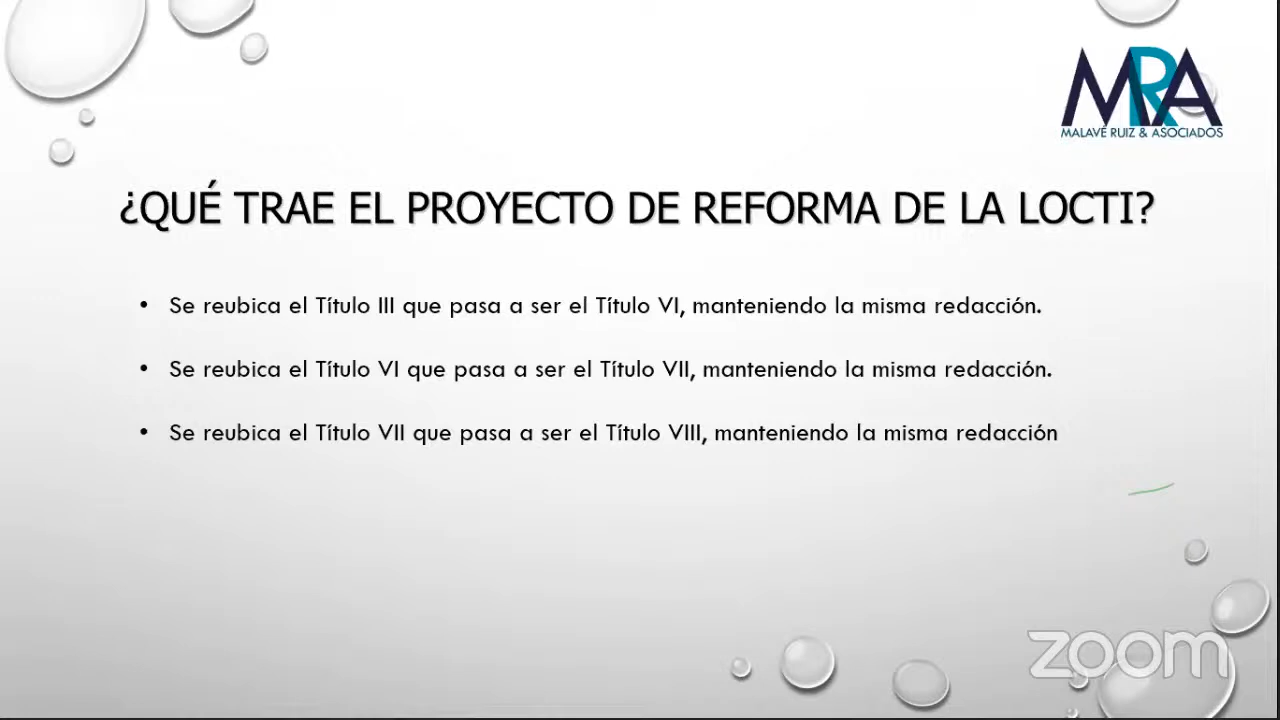 MRA
MALAVÉ RUIZ & ASOCIADOS
¿QUÉ TRAE EL PROYECTO DE REFORMA DE LA LOCTI?
• Se reubica el Título III que pasa a ser el Título VI, manteniendo la misma redacción.
• Se reubica el Título VI que pasa a ser el Título VII, manteniendo la misma redacción.
• Se reubica el Título VII que pasa a ser el Título VIII, manteniendo la misma redacción
zoom